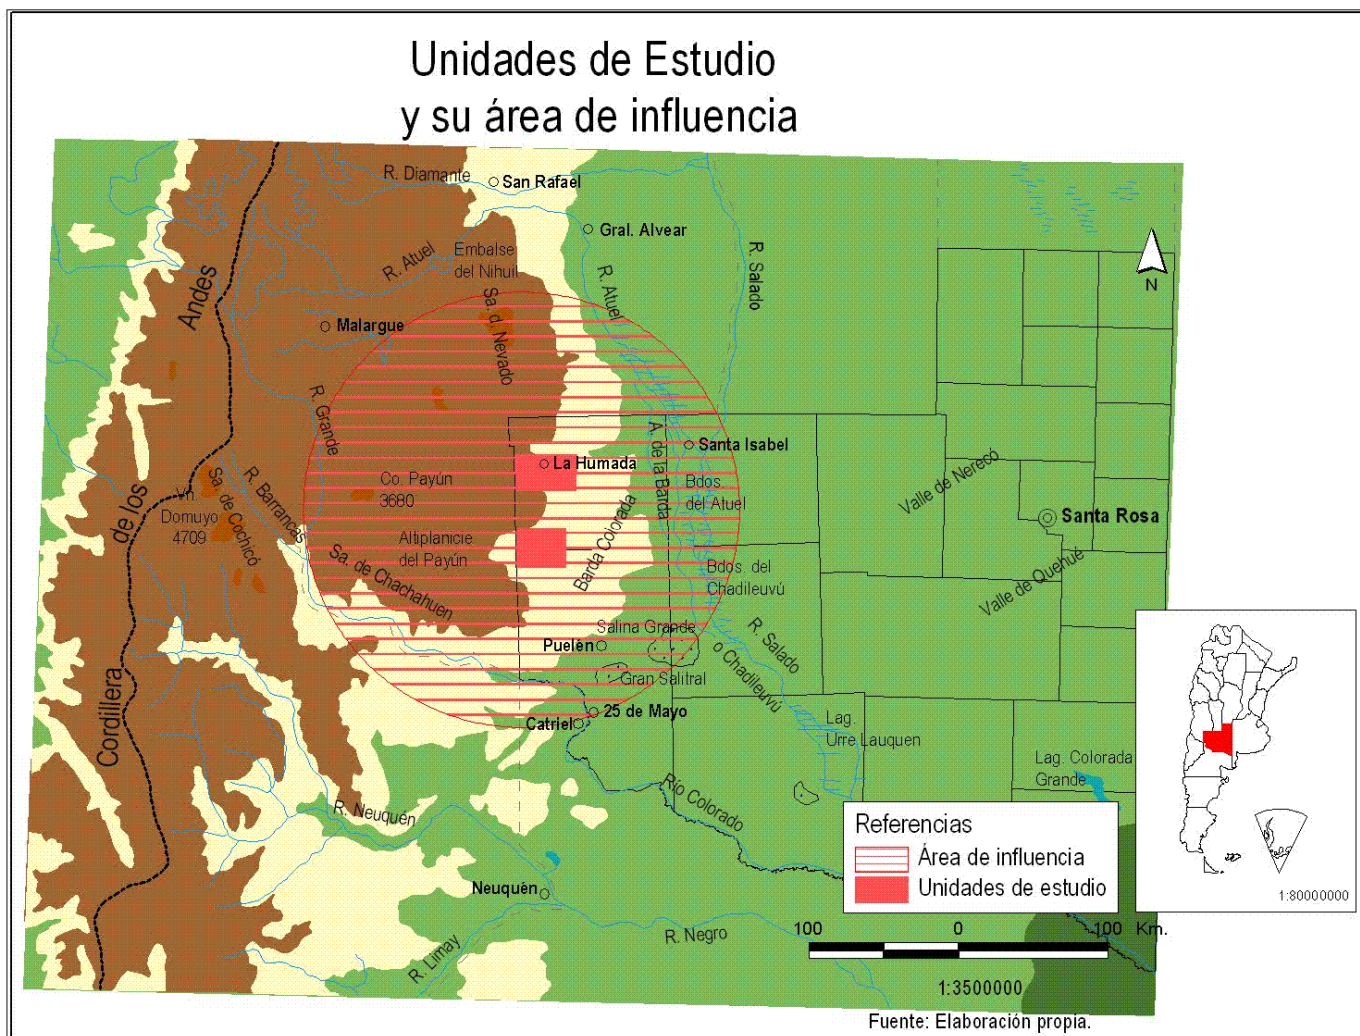 Unidades de Estudio
y su área de influencia
R. Diamante
San Rafael
Gral. Alvear
R. Atuel
Embalse
del Nihuil
R. Atuel
R. Salado
Andes
N
Malargue
Sa. d. Nevado
R. Grande
A. de la Barda
Santa Isabel
La Humada
Co. Payún
3680
Bdos.
del Atuel
Valle de Nerecó
Santa Rosa
de los
Vn.
Domuyo
4709
Sa. de Cochicó
R. Barrancas
Altiplanicie
del Payún
Barda Colorada
Sa. de Chachahuen
Bdos. del
Chadileuvú
Valle de Quehué
Salina Grande
Puelèn
R. Salado
o Chadileuvú
Gran Salitral
25 de Mayo
Catriel
Cordillera
Lag.
Urre Lauquen
Lag. Colorada
Grande
Río Colorado
R. Neuquén
Neuquèn
R. Limay
R. Negro
Referencias
Área de influencia
Unidades de estudio
1:80000000
100 0 100 Km.
1:3500000
Fuente: Elaboración propia.